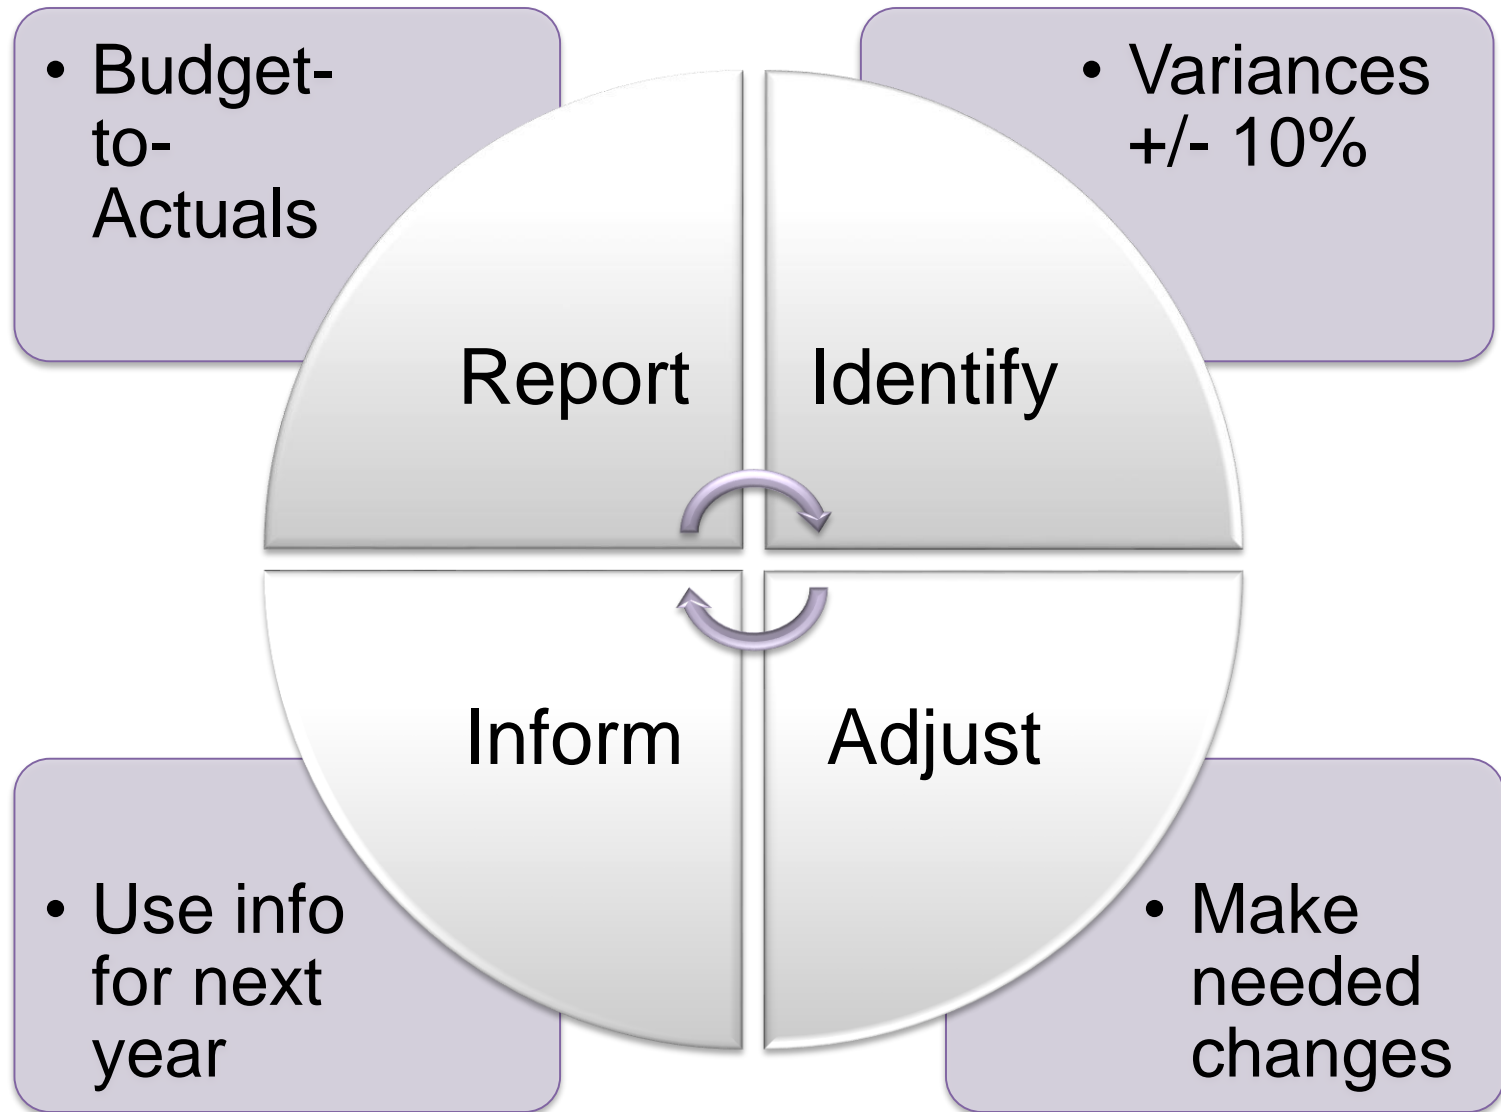 • Budget-
to-
Actuals
• Variances
+/- 10%
Report
Identify
Inform
Adjust
• Use info
for next
year
• Make
needed
changes